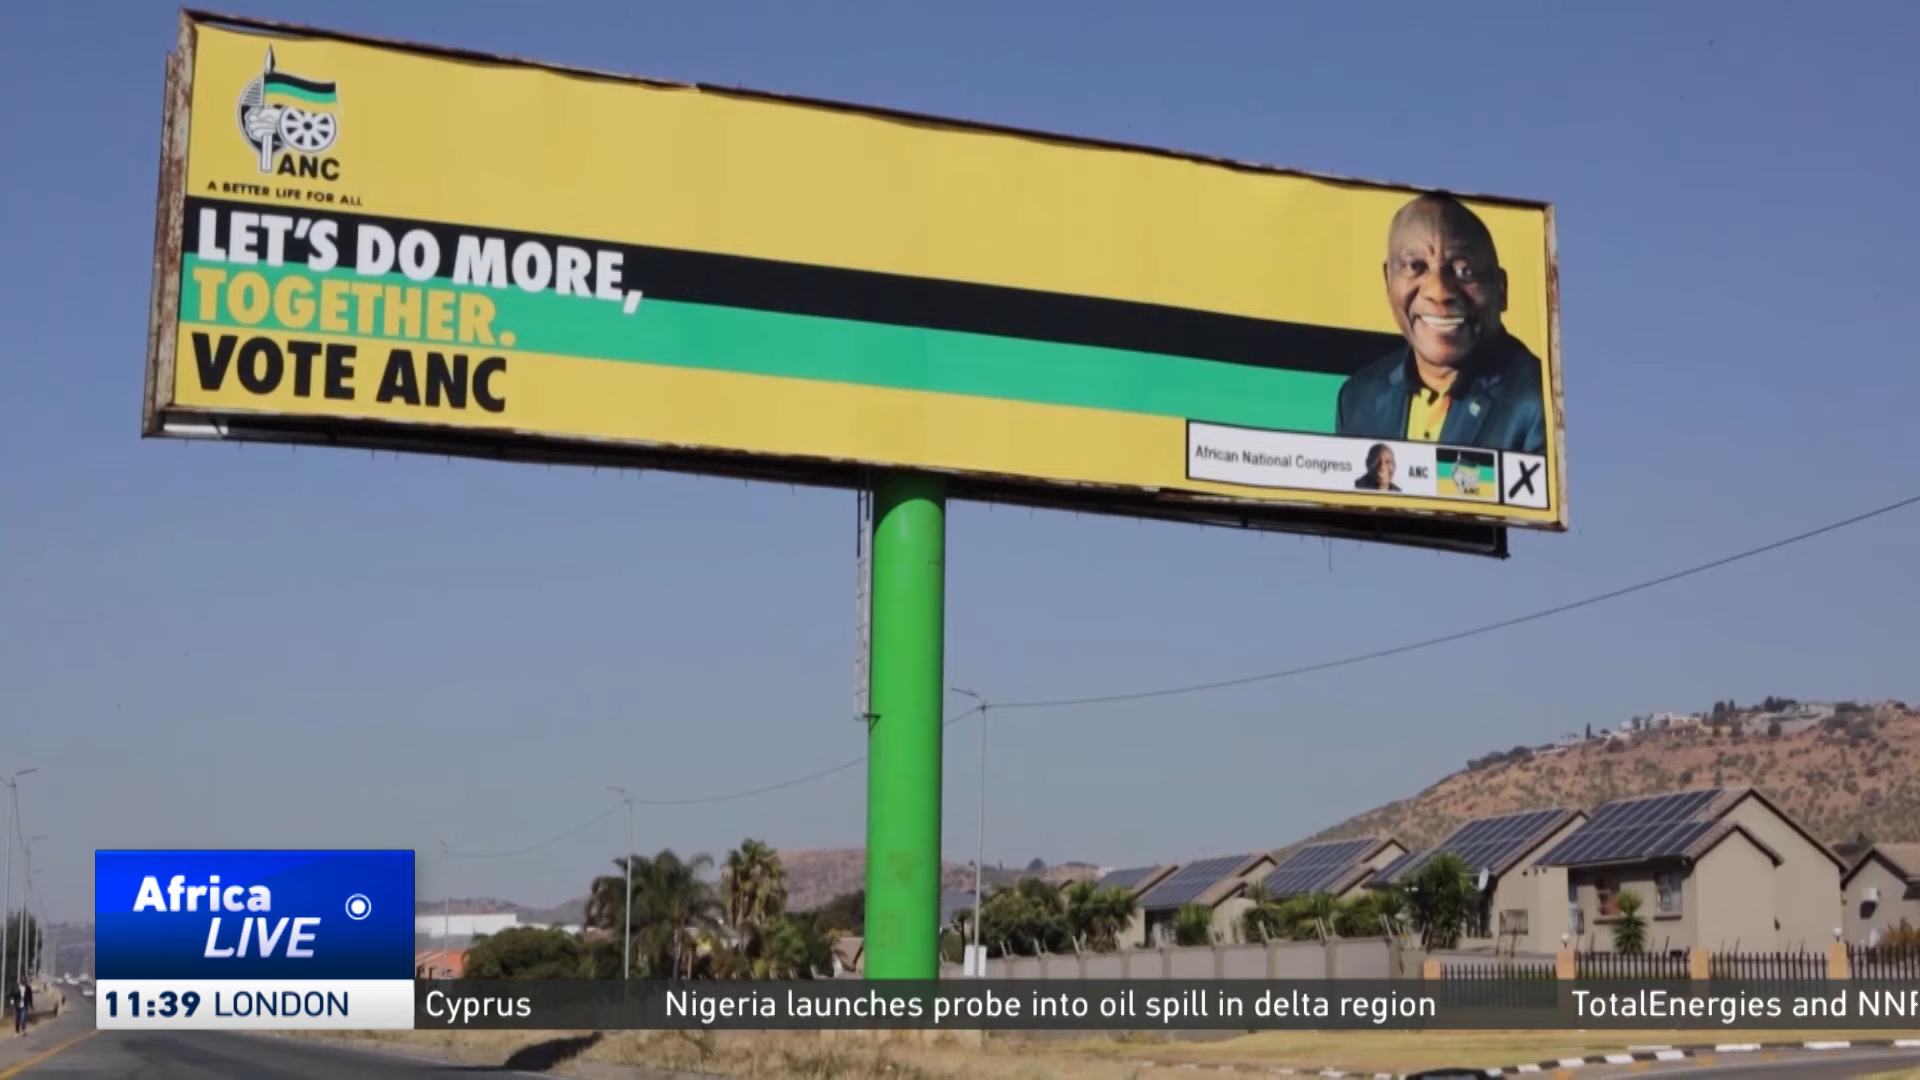 ANC
A BETTER LIFE FOR ALL
LET'S DO MORE,
TOGETHER.
VOTE ANC
African National Congress ANC
ANC
X
Africa
LIVE
11:39 LONDON
Cyprus Nigeria launches probe into oil spill in delta region TotalEnergies and NNP